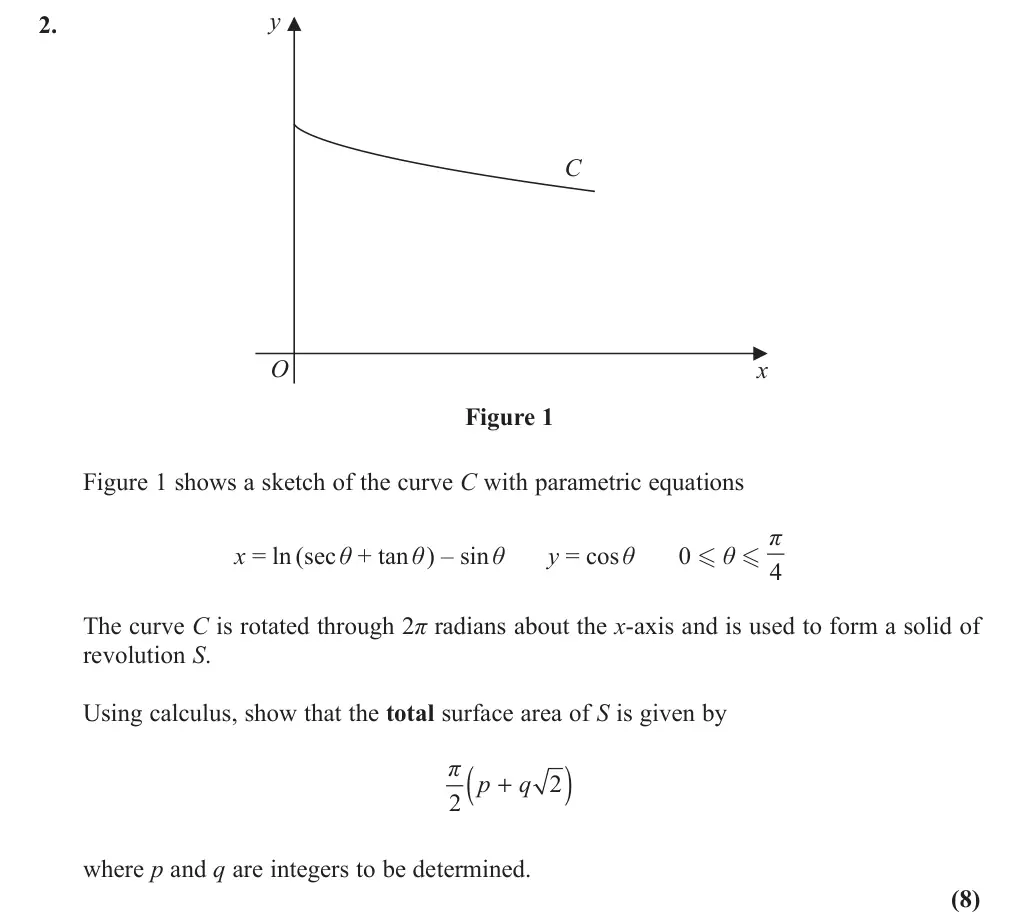 2.
y
C
O
x
Figure 1
Figure 1 shows a sketch of the curve C with parametric equations
x = ln (sec θ + tan θ) – sin θ y = cos θ 0 ⩽ θ ⩽ π/4
The curve C is rotated through 2π radians about the x-axis and is used to form a solid of
revolution S.
Using calculus, show that the total surface area of S is given by
π/2 (p + q√2)
where p and q are integers to be determined.
(8)